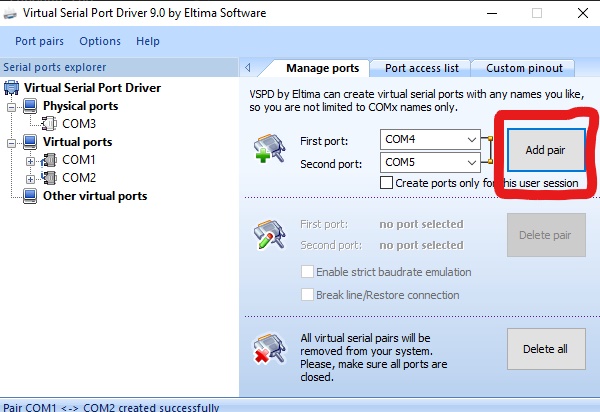 Virtual Serial Port Driver 9.0 by Eltima Software
Port pairs Options Help
Serial ports explorer
Virtual Serial Port Driver
Physical ports
COM3
Virtual ports
COM1
COM2
Other virtual ports
Manage ports Port access list Custom pinout
VSPD by Eltima can create virtual serial ports with any names you like,
so you are not limited to COMx names only.
First port: COM4
Second port: COM5
Add pair
Create ports only for this user session
First port: no port selected
Second port: no port selected
Delete pair
Enable strict baudrate emulation
Break line/Restore connection
All virtual serial pairs will be
removed from your system.
Please, make sure all ports are
closed.
Delete all
Pair COM1 <-> COM2 created successfully